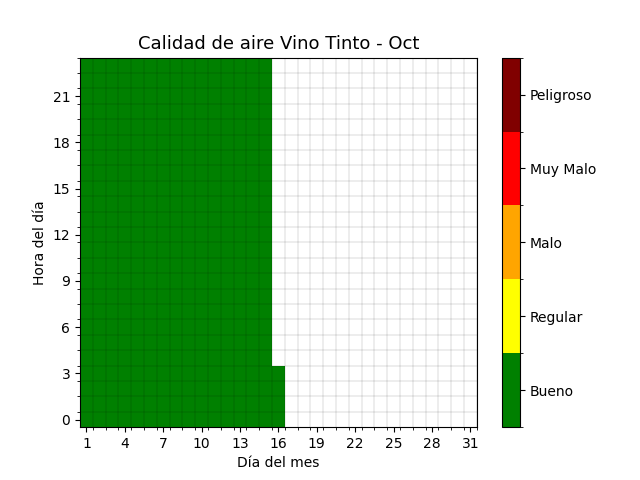 Calidad de aire Vino Tinto - Oct
Hora del día
21
18
15
12
9
6
3
0
1 4 7 10 13 16 19 22 25 28 31
Día del mes
Peligroso
Muy Malo
Malo
Regular
Bueno